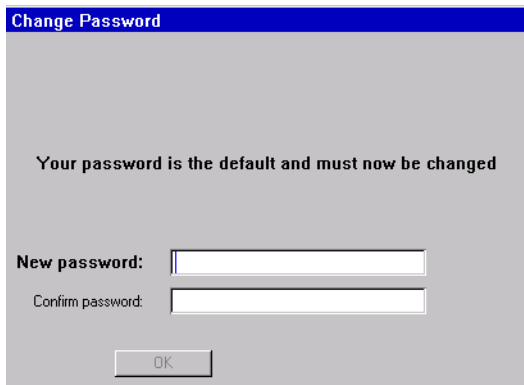 Change Password
Your password is the default and must now be changed
New password:
Confirm password:
OK